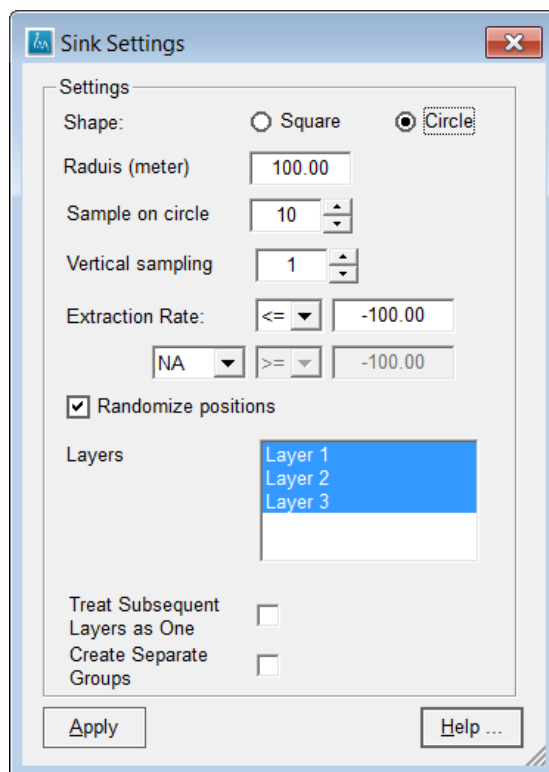 Sink Settings
Settings
Shape: Square Circle
Raduis (meter) 100.00
Sample on circle 10
Vertical sampling 1
Extraction Rate: <= -100.00
NA >= -100.00
Randomize positions
Layers Layer 1
Layer 2
Layer 3
Treat Subsequent
Layers as One
Create Separate
Groups
Apply Help ...